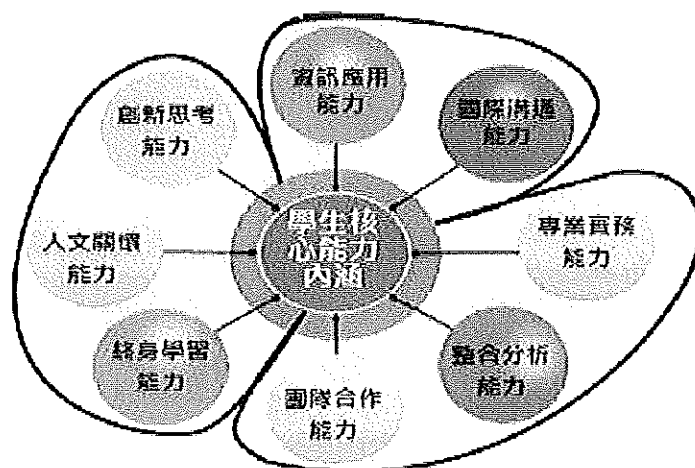 資訊應用
能力
國際溝通
能力
創新思考
能力
學生核
心能力
內涵
專業實務
能力
人文關懷
能力
整合分析
能力
終身學習
能力
團隊合作
能力